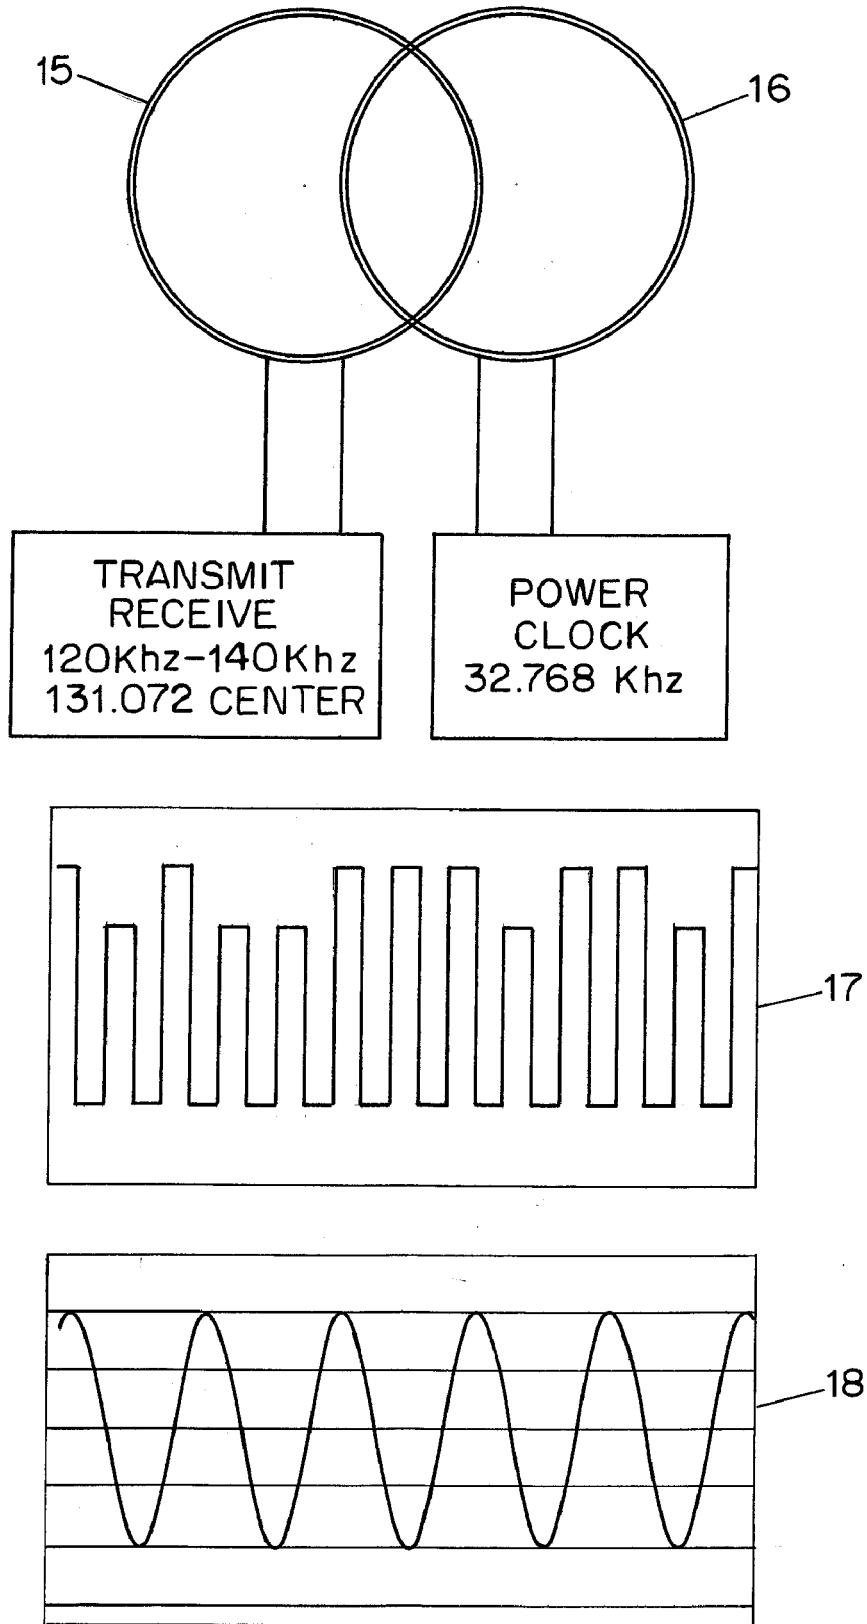 15
16
TRANSMIT
RECEIVE
120Khz-140Khz
131.072 CENTER
POWER
CLOCK
32.768 Khz
17
18